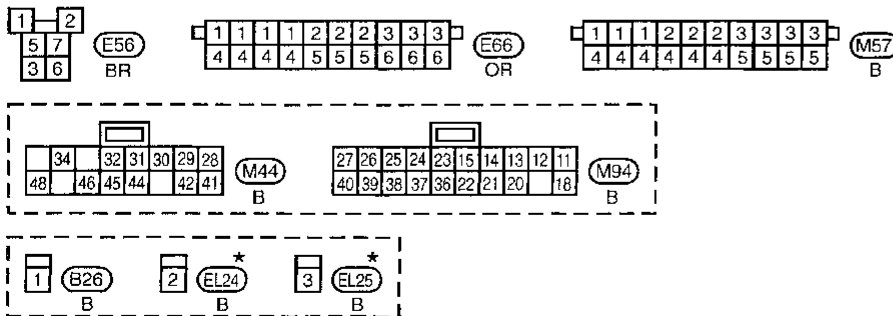 1 2
5 7
3 6
E56
BR
1 1 1 1 2 2 2 3 3 3
4 4 4 4 5 5 5 6 6 6
E66
OR
1 1 1 2 2 2 3 3 3 3
4 4 4 4 4 4 5 5 5 5
M57
B
34 32 31 30 29 28
48 46 45 44 42 41
M44
B
27 26 25 24 23 15 14 13 12 11
40 39 38 37 36 22 21 20 18
M94
B
1
B26
B
2
*
EL24
B
3
*
EL25
B